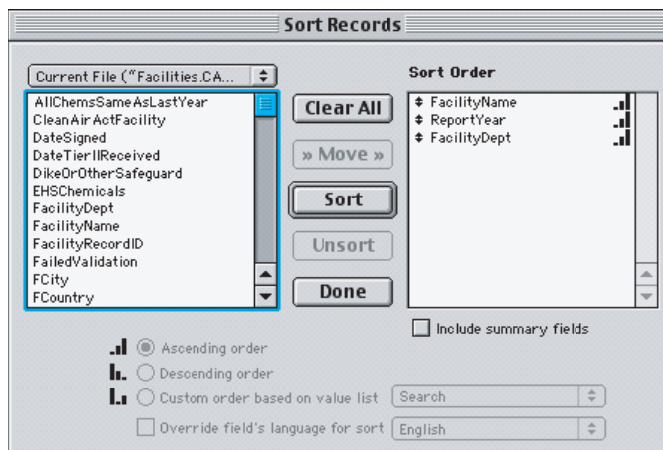 Sort Records
Current File ("Facilities.CA...
AllChemsSameAsLastYear
CleanAirActFacility
DateSigned
DateTierIIReceived
DikeOrOtherSafeguard
EHSChemicals
FacilityDept
FacilityName
FacilityRecordID
FailedValidation
FCity
FCountry
Clear All
» Move »
Sort
Unsort
Done
Sort Order
FacilityName
ReportYear
FacilityDept
Include summary fields
Ascending order
Descending order
Custom order based on value list Search
Override field's language for sort English